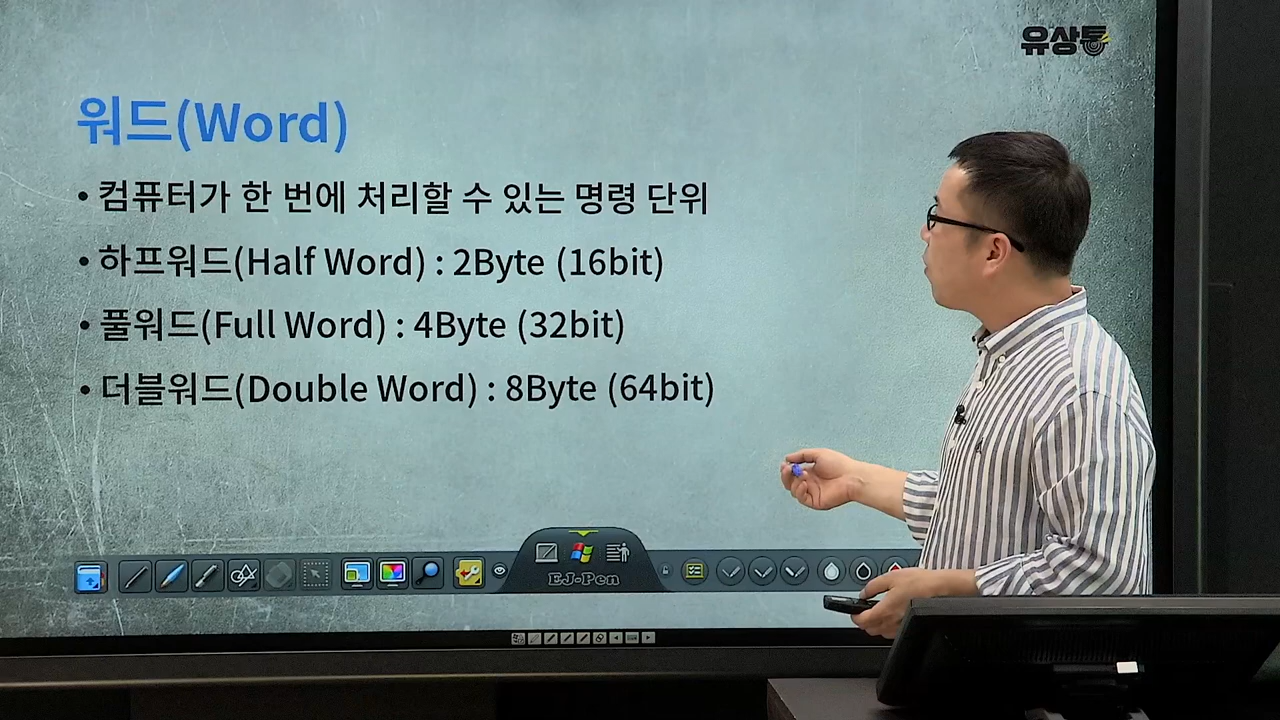 유상통
워드(Word)
• 컴퓨터가 한 번에 처리할 수 있는 명령 단위
• 하프워드(Half Word) : 2Byte (16bit)
• 풀워드(Full Word) : 4Byte (32bit)
• 더블워드(Double Word) : 8Byte (64bit)
EJ-Pen